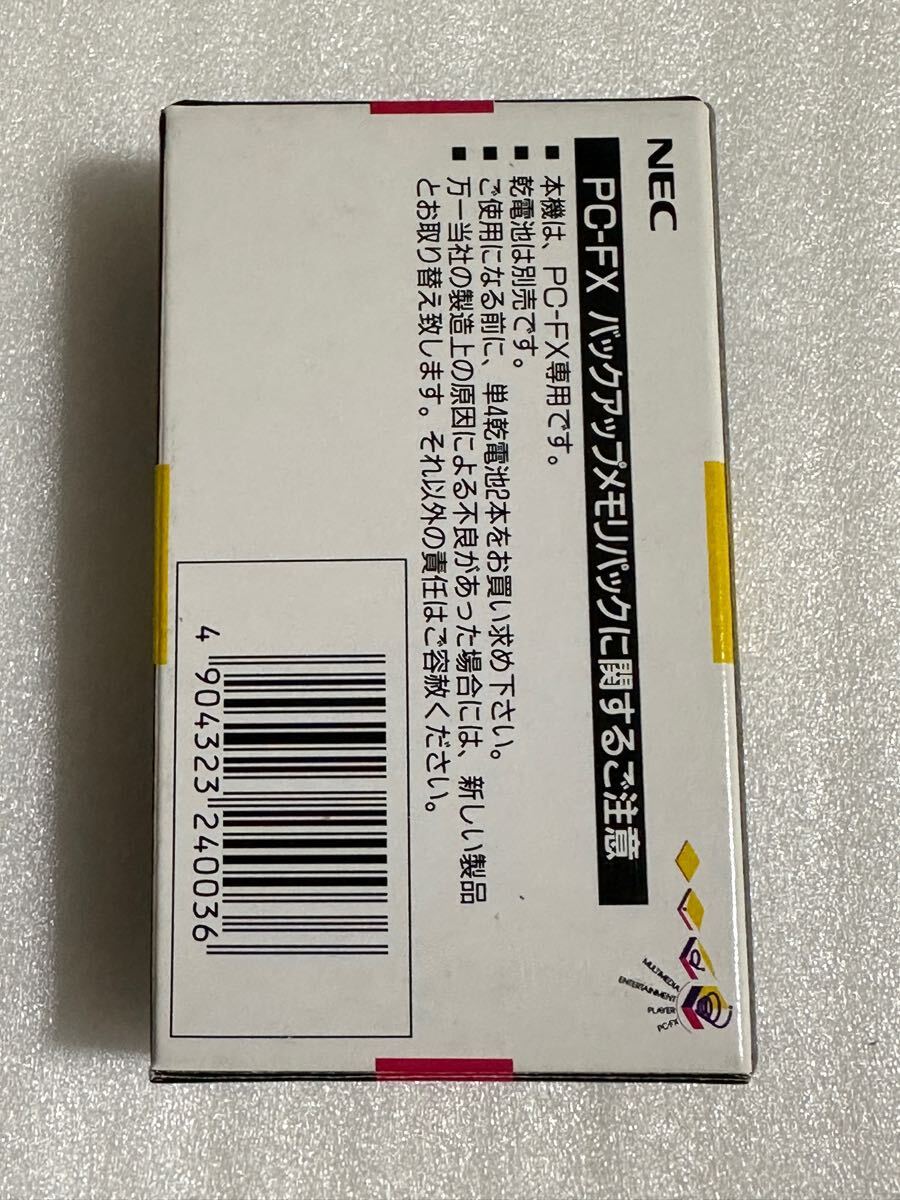 NEC
PC-FX バックアップメモリパックに関するご注意
■ 本機は、PC-FX専用です。
■ 乾電池は別売です。
■ ご使用になる前に、単4乾電池2本をお買い求め下さい。
■ 万一当社の製造上の原因による不良があった場合には、新しい製品
とお取り替え致します。それ以外の責任はご容赦ください。
4 904323 240036
MULTIMEDIA
ENTERTAINMENT
PLAYER
PC-FX